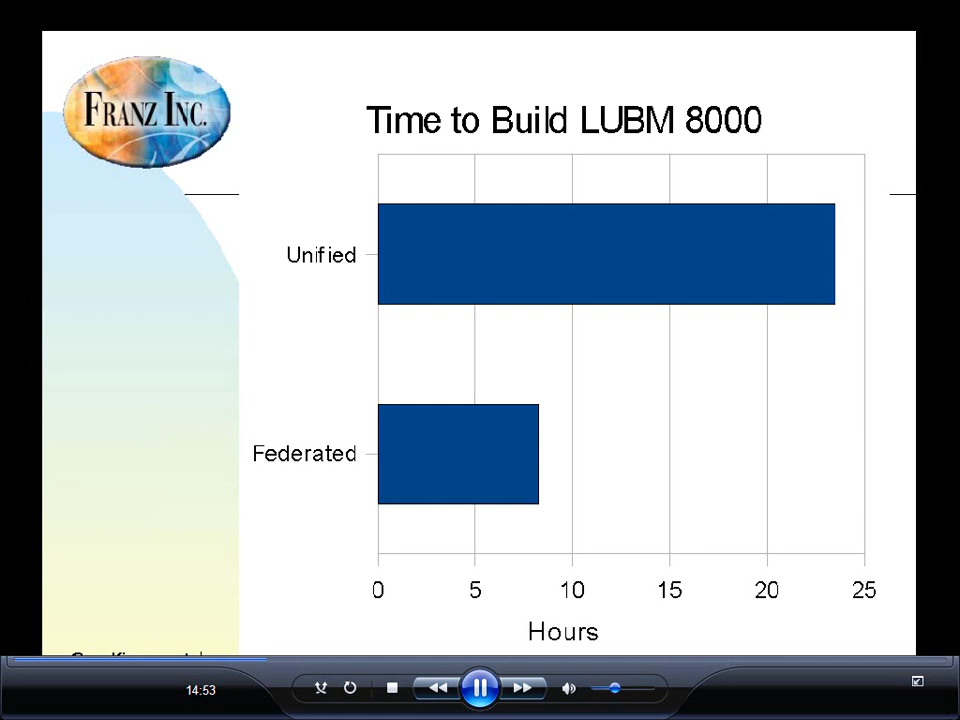 FRANZ INC.
Time to Build LUBM 8000
Unified
Federated
0 5 10 15 20 25
Hours
14:53